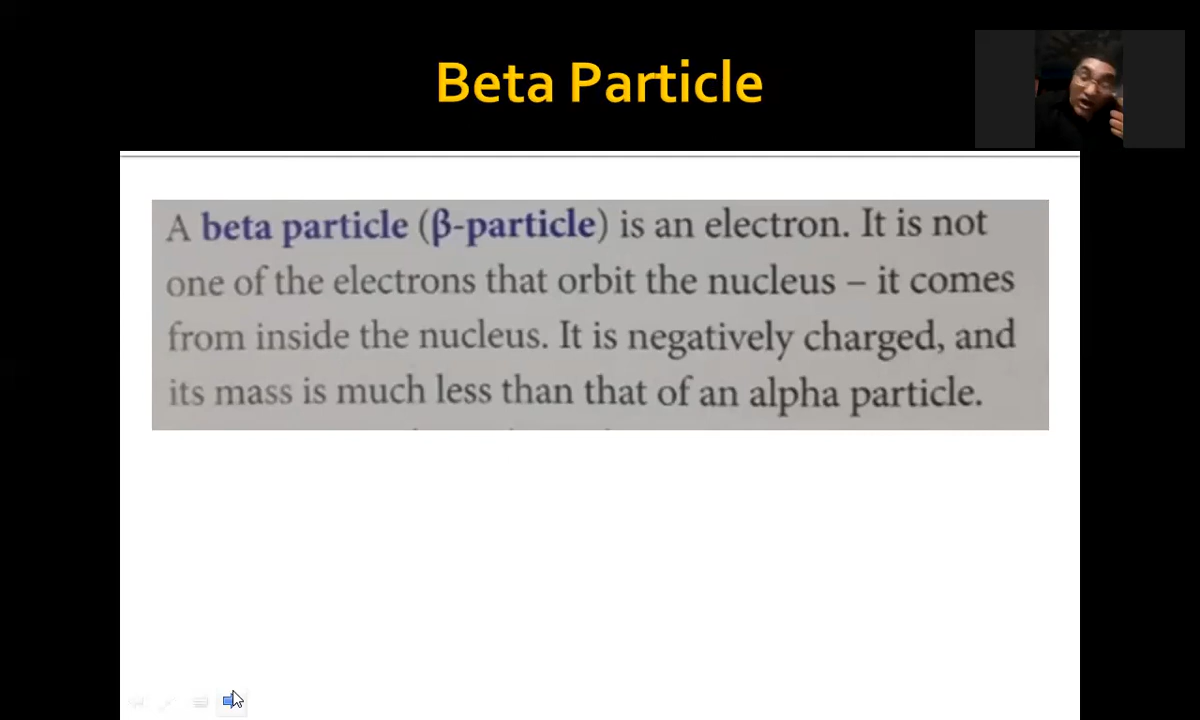 Beta Particle
A beta particle (β-particle) is an electron. It is not
one of the electrons that orbit the nucleus – it comes
from inside the nucleus. It is negatively charged, and
its mass is much less than that of an alpha particle.